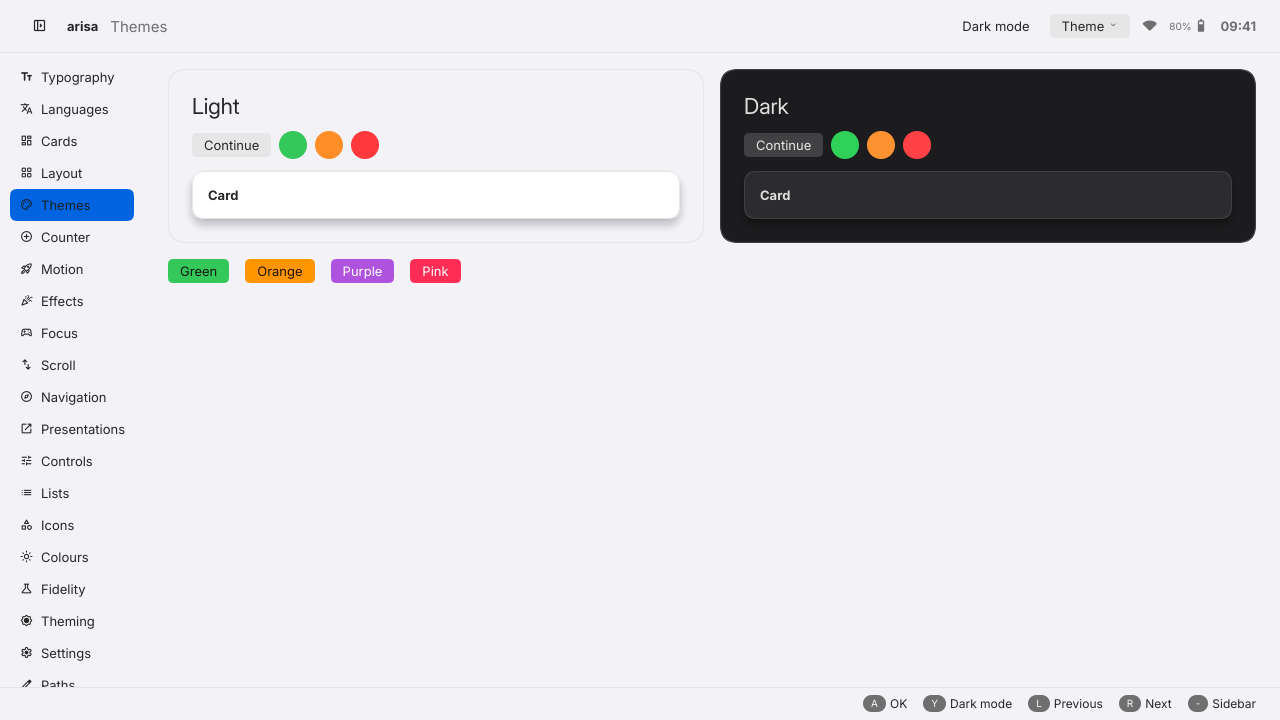 arisa Themes
Dark mode
Theme
80%
09:41
Typography
Languages
Cards
Layout
Themes
Counter
Motion
Effects
Focus
Scroll
Navigation
Presentations
Controls
Lists
Icons
Colours
Fidelity
Theming
Settings
Paths
Light
Continue
Card
Dark
Continue
Card
Green Orange Purple Pink
A OK Y Dark mode L Previous R Next - Sidebar